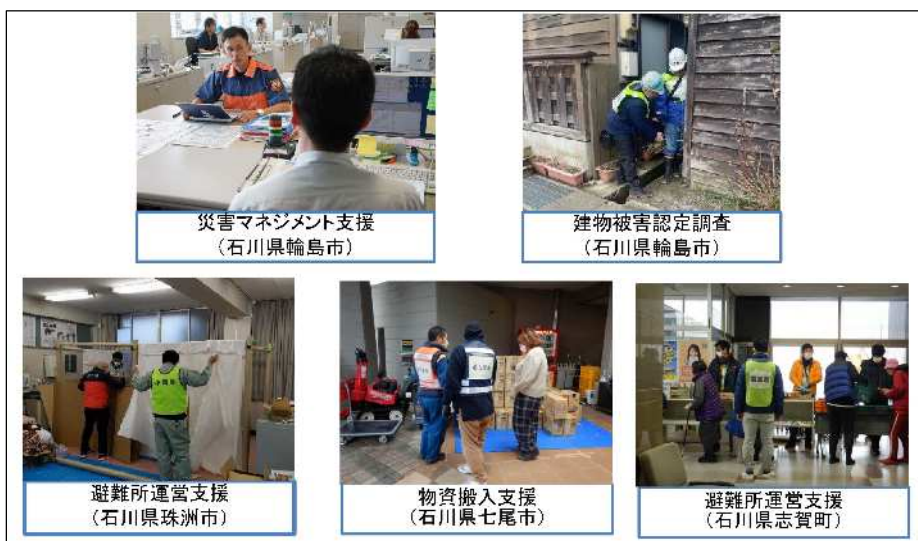 災害マネジメント支援
（石川県輪島市）
建物被害認定調査
（石川県輪島市）
避難所運営支援
（石川県珠洲市）
物資搬入支援
（石川県七尾市）
避難所運営支援
（石川県志賀町）